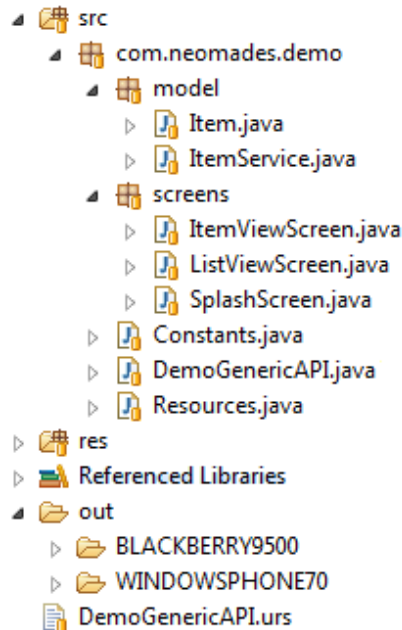 src
com.neomades.demo
model
Item.java
ItemService.java
screens
ItemViewScreen.java
ListViewScreen.java
SplashScreen.java
Constants.java
DemoGenericAPI.java
Resources.java
res
Referenced Libraries
out
BLACKBERRY9500
WINDOWSPHONE70
DemoGenericAPI.urs